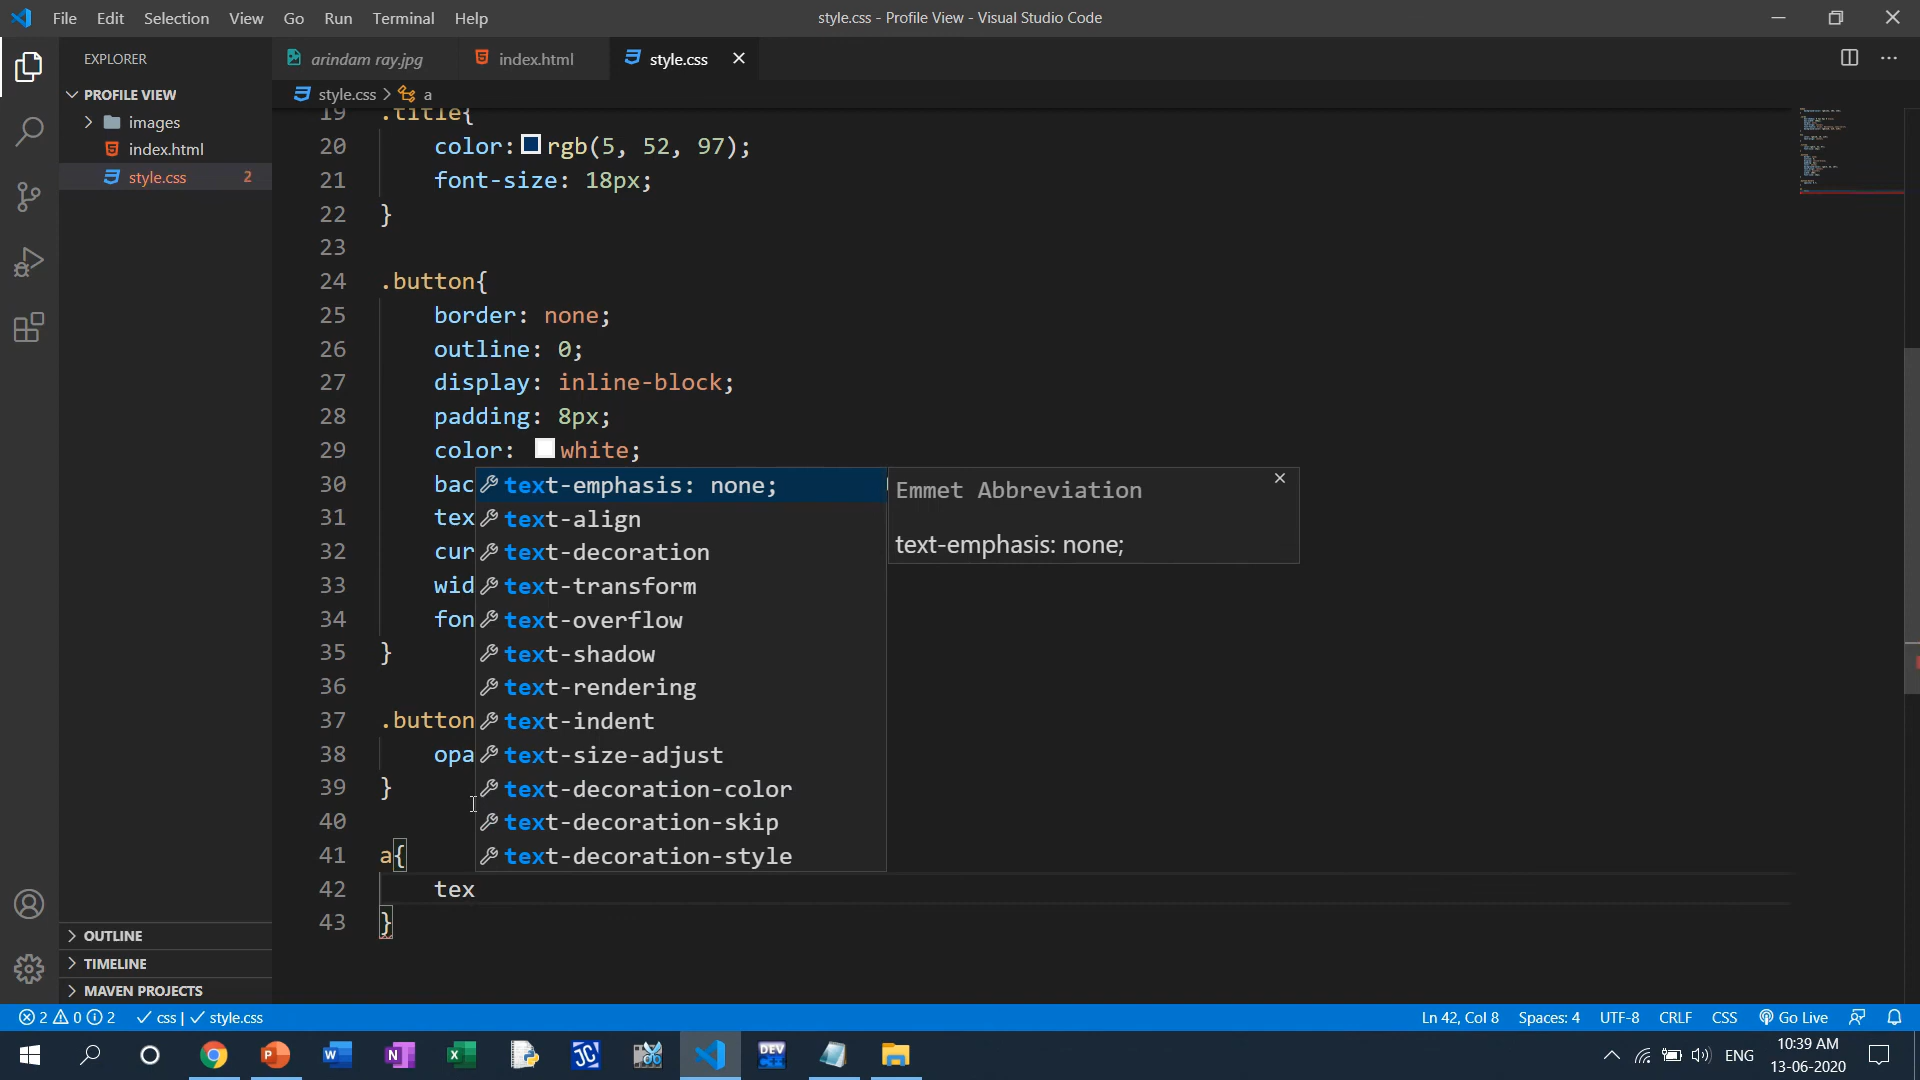 File Edit Selection View Go Run Terminal Help
style.css - Profile View - Visual Studio Code
EXPLORER
arindam ray.jpg
index.html
style.css
PROFILE VIEW
images
index.html
style.css 2
style.css > a
19 .title{
20 color: rgb(5, 52, 97);
21 font-size: 18px;
22 }
23
24 .button{
25 border: none;
26 outline: 0;
27 display: inline-block;
28 padding: 8px;
29 color: white;
30 bac
31 tex
32 cur
33 wid
34 fon
35 }
36
37 .button
38 opa
39 }
40
41 a{
42 tex
43 }
text-emphasis: none;
text-align
text-decoration
text-transform
text-overflow
text-shadow
text-rendering
text-indent
text-size-adjust
text-decoration-color
text-decoration-skip
text-decoration-style
Emmet Abbreviation
text-emphasis: none;
OUTLINE
TIMELINE
MAVEN PROJECTS
2 0 2 css | style.css
Ln 42, Col 8 Spaces: 4 UTF-8 CRLF CSS Go Live
DEV
ENG
10:39 AM
13-06-2020